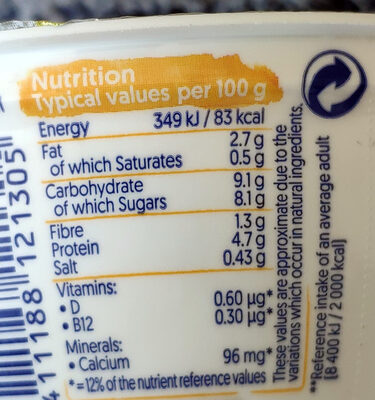 Nutrition
Typical values per 100 g
Energy 349 kJ / 83 kcal
Fat 2.7 g
of which Saturates 0.5 g
Carbohydrate 9.1 g
of which Sugars 8.1 g
Fibre 1.3 g
Protein 4.7 g
Salt 0.43 g
Vitamins:
• D 0.60 µg*
• B12 0.30 µg*
Minerals:
• Calcium 96 mg*
*=12% of the nutrient reference values
These values are approximate due to the
variations which occur in natural ingredients.
**Reference intake of an average adult
(8 400 kJ / 2 000 kcal)
411188 121305